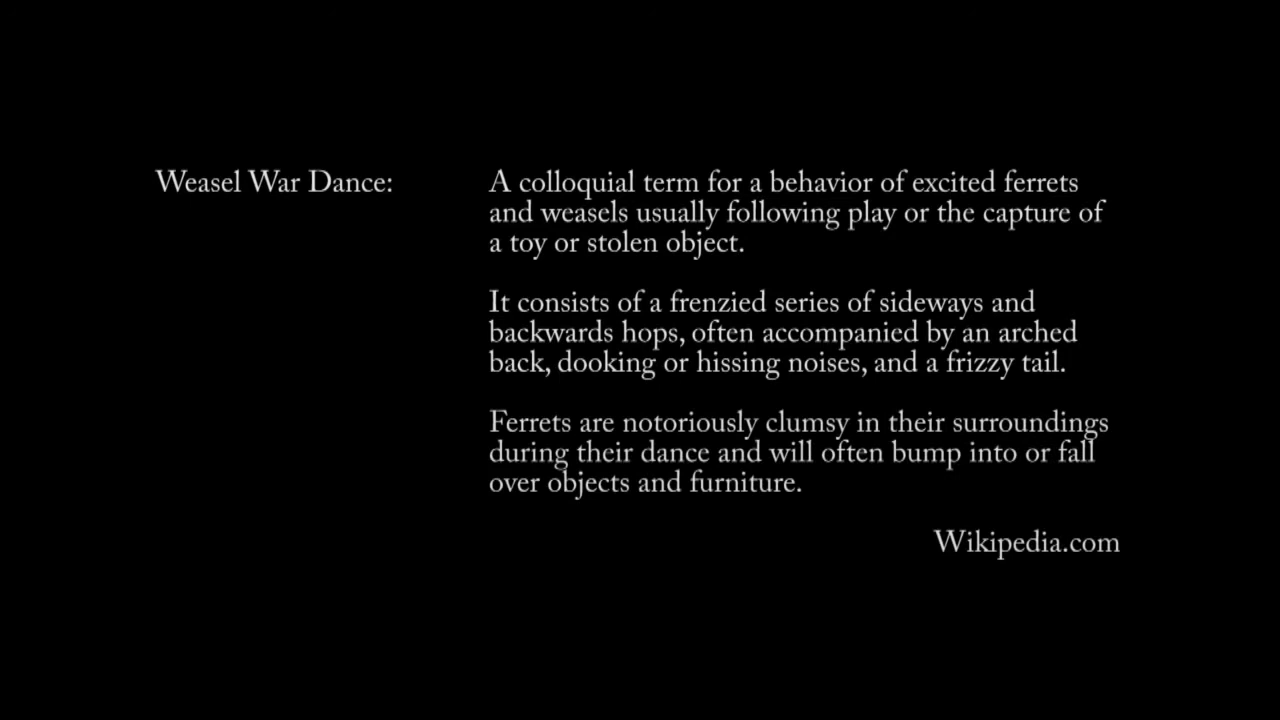 Weasel War Dance:
A colloquial term for a behavior of excited ferrets
and weasels usually following play or the capture of
a toy or stolen object.
It consists of a frenzied series of sideways and
backwards hops, often accompanied by an arched
back, dooking or hissing noises, and a frizzy tail.
Ferrets are notoriously clumsy in their surroundings
during their dance and will often bump into or fall
over objects and furniture.
Wikipedia.com